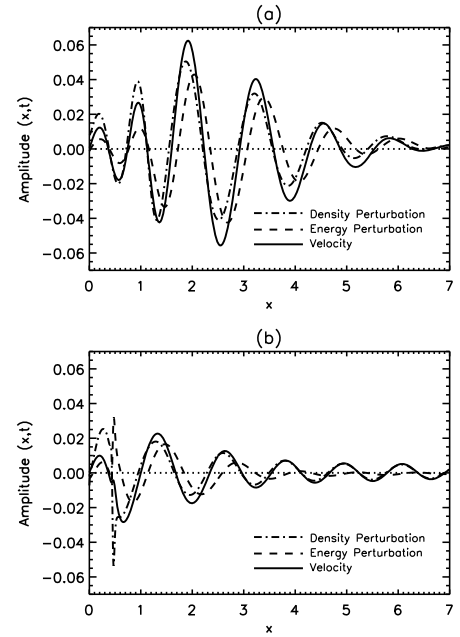 (a)
0.06
0.04
0.02
0.00
−0.02
−0.04
−0.06
Amplitude (x,t)
Density Perturbation
Energy Perturbation
Velocity
0 1 2 3 4 5 6 7
x
(b)
0.06
0.04
0.02
0.00
−0.02
−0.04
−0.06
Amplitude (x,t)
Density Perturbation
Energy Perturbation
Velocity
0 1 2 3 4 5 6 7
x